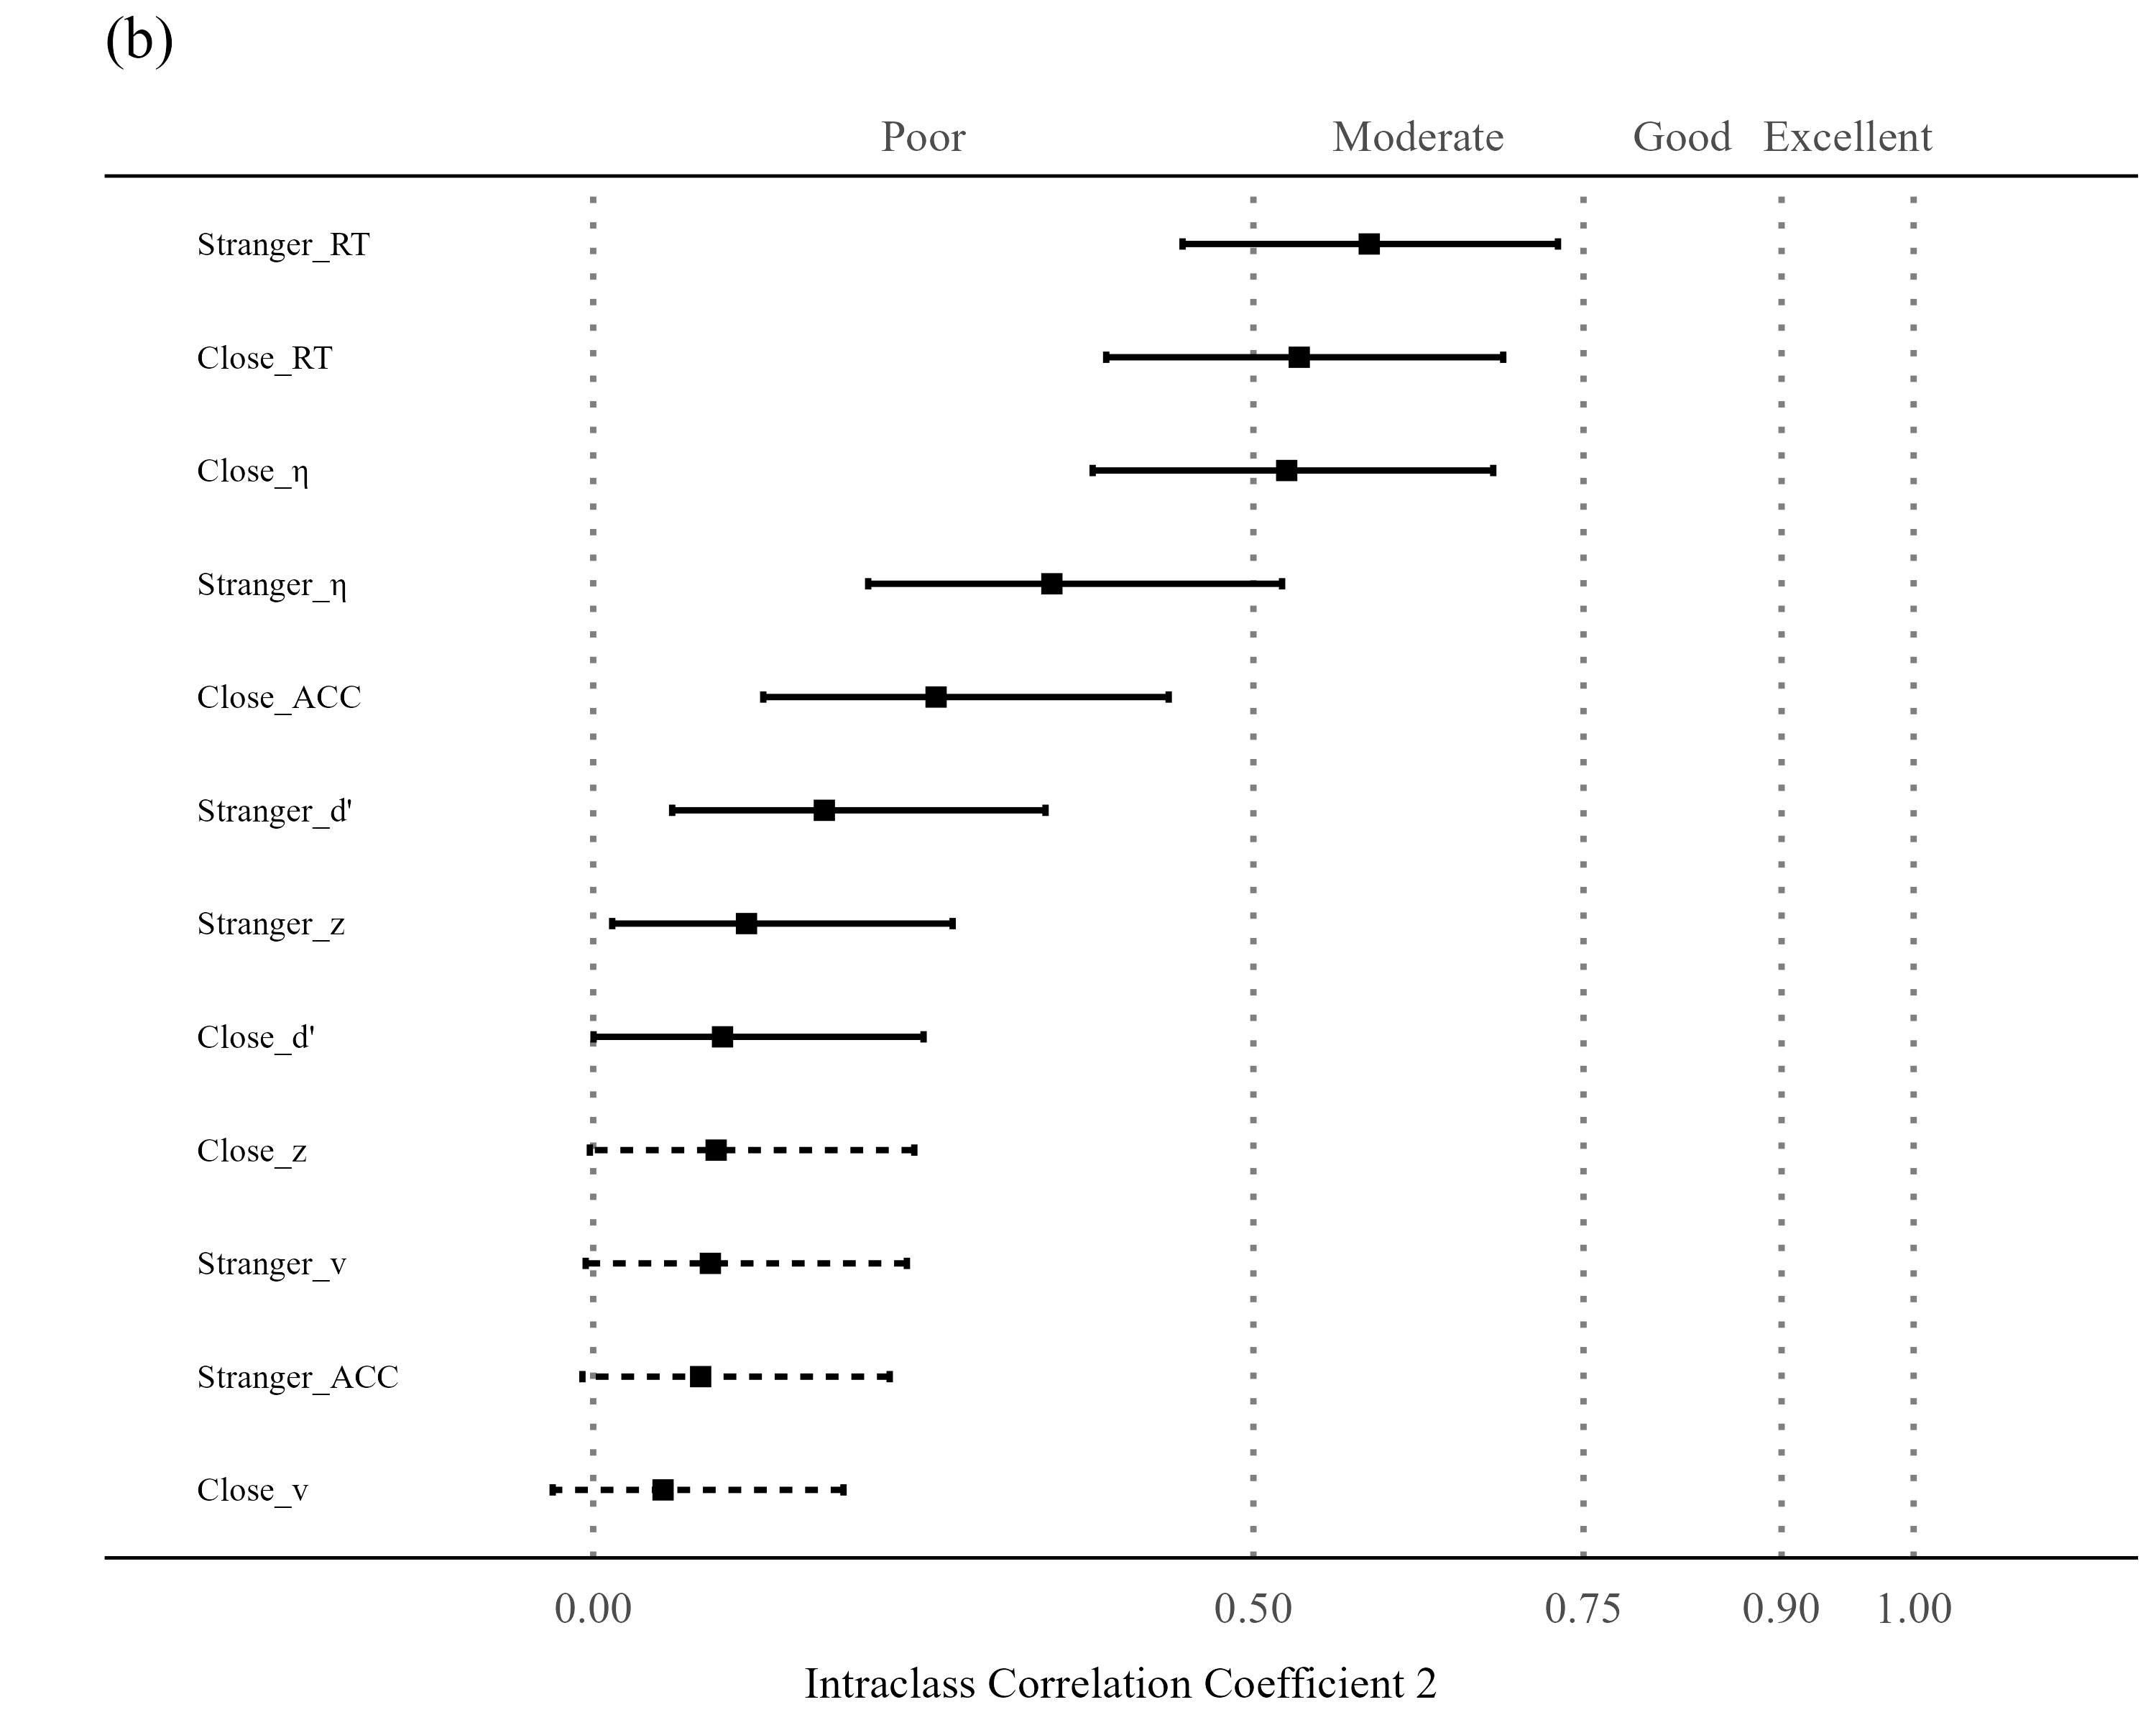 (b)
Poor Moderate Good Excellent
Stranger_RT
Close_RT
Close_η
Stranger_η
Close_ACC
Stranger_d'
Stranger_z
Close_d'
Close_z
Stranger_v
Stranger_ACC
Close_v
0.00 0.50 0.75 0.90 1.00
Intraclass Correlation Coefficient 2